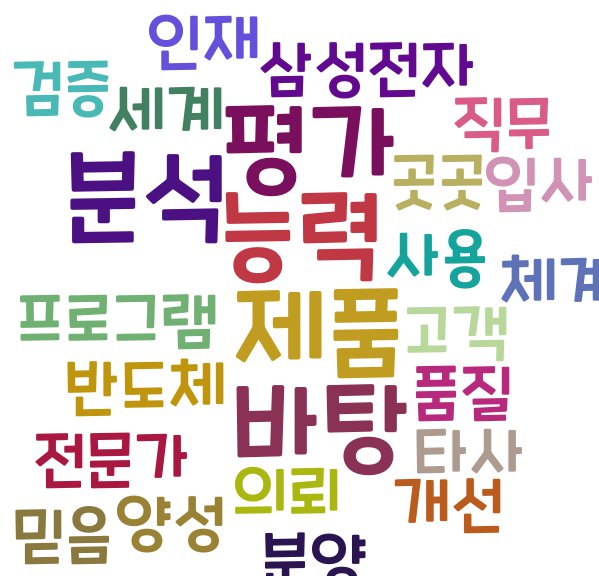 인재
삼성전자
검증
세계
평가
직무
분석
곳곳
입사
능력
사용
체계
프로그램
제품
고객
반도체
품질
바탕
전문가
타사
의뢰
개선
믿음
양성
분양